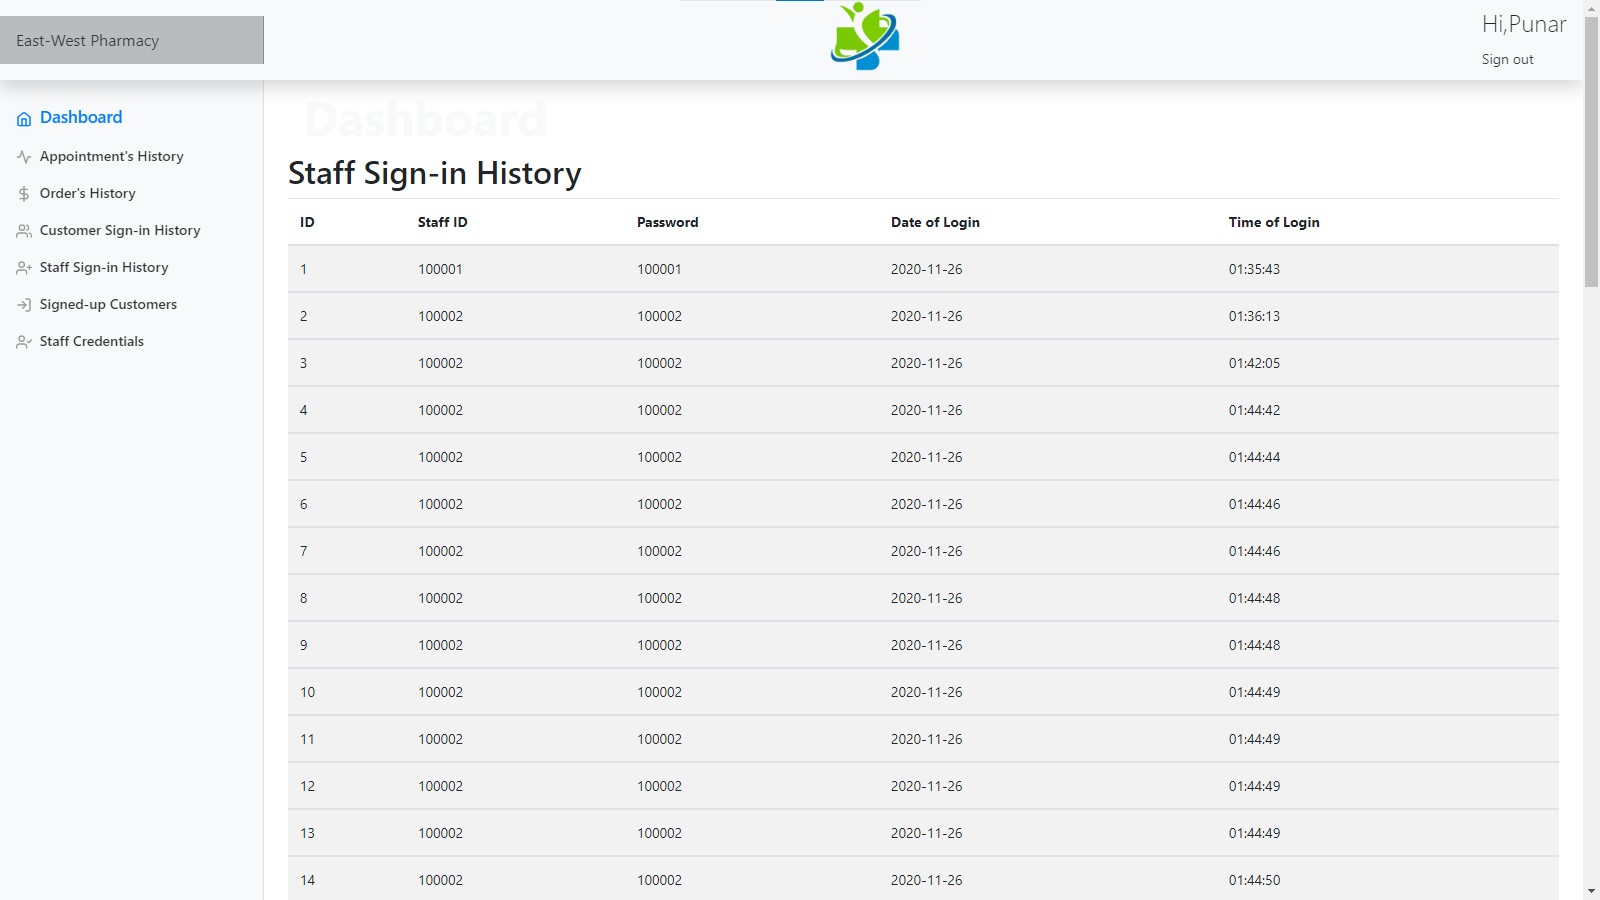 East-West Pharmacy
Hi,Punar
Sign out
Dashboard
Appointment's History
Order's History
Customer Sign-in History
Staff Sign-in History
Signed-up Customers
Staff Credentials
Dashboard
Staff Sign-in History
ID Staff ID Password Date of Login Time of Login
1 100001 100001 2020-11-26 01:35:43
2 100002 100002 2020-11-26 01:36:13
3 100002 100002 2020-11-26 01:42:05
4 100002 100002 2020-11-26 01:44:42
5 100002 100002 2020-11-26 01:44:44
6 100002 100002 2020-11-26 01:44:46
7 100002 100002 2020-11-26 01:44:46
8 100002 100002 2020-11-26 01:44:48
9 100002 100002 2020-11-26 01:44:48
10 100002 100002 2020-11-26 01:44:49
11 100002 100002 2020-11-26 01:44:49
12 100002 100002 2020-11-26 01:44:49
13 100002 100002 2020-11-26 01:44:49
14 100002 100002 2020-11-26 01:44:50